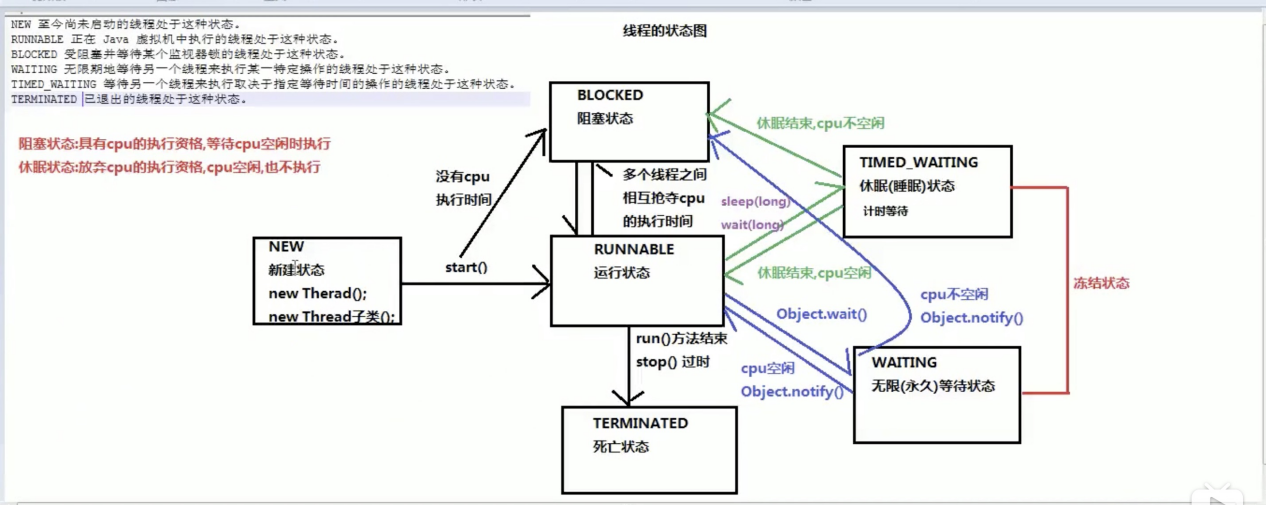 线程的状态图
NEW 至今尚未启动的线程处于这种状态。
RUNNABLE 正在 Java 虚拟机中执行的线程处于这种状态。
BLOCKED 受阻塞并等待某个监视器锁的线程处于这种状态。
WAITING 无限期地等待另一个线程来执行某一特定操作的线程处于这种状态。
TIMED_WAITING 等待另一个线程来执行取决于指定等待时间的操作的线程处于这种状态。
TERMINATED 已退出的线程处于这种状态。
阻塞状态:具有cpu的执行资格,等待cpu空闲时执行
休眠状态:放弃cpu的执行资格,cpu空闲,也不执行
BLOCKED
阻塞状态
休眠结束,cpu不空闲
TIMED_WAITING
休眠(睡眠)状态
计时等待
没有cpu
执行时间
多个线程之间
相互抢夺cpu
的执行时间
sleep(long)
wait(long)
NEW
新建状态
new Therad();
new Thread子类();
start()
RUNNABLE
运行状态
休眠结束,cpu空闲
冻结状态
cpu不空闲
Object.notify()
Object.wait()
run()方法结束
stop() 过时
cpu空闲
Object.notify()
WAITING
无限(永久)等待状态
TERMINATED
死亡状态